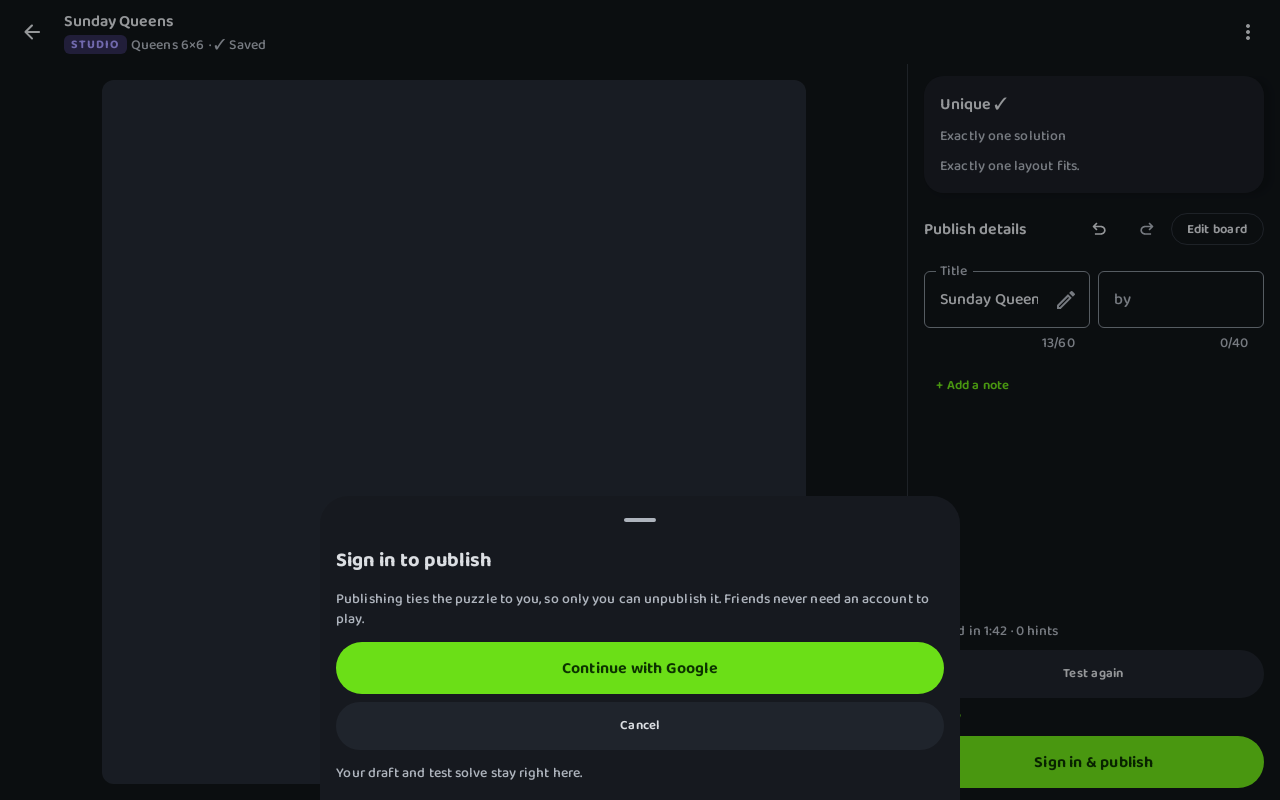 Sunday Queens
STUDIO Queens 6×6 · ✓ Saved
Unique ✓
Exactly one solution
Exactly one layout fits.
Publish details
Edit board
Title
Sunday Queen
by
13/60
0/40
+ Add a note
in 1:42 · 0 hints
Test again
Sign in & publish
Sign in to publish
Publishing ties the puzzle to you, so only you can unpublish it. Friends never need an account to
play.
Continue with Google
Cancel
Your draft and test solve stay right here.